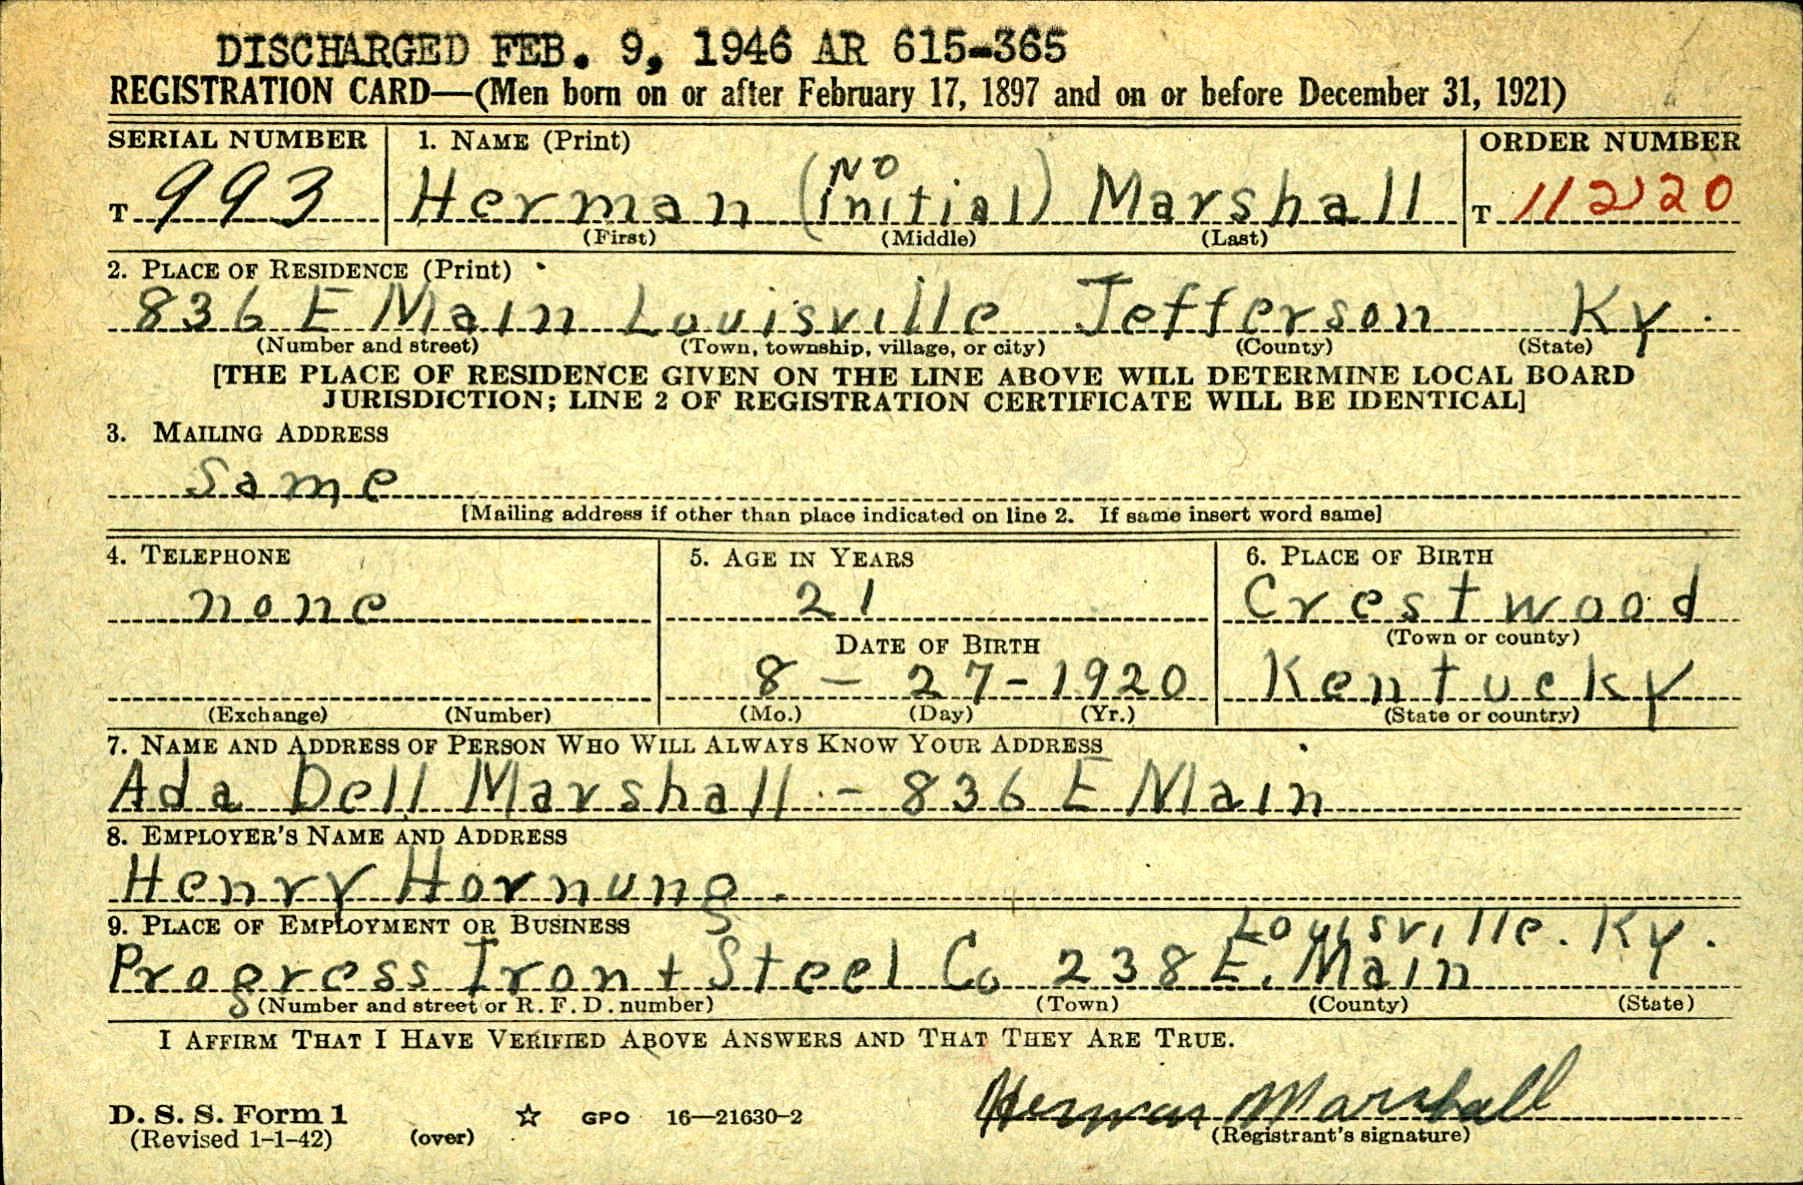 DISCHARGED FEB. 9, 1946 AR 615-365
REGISTRATION CARD—(Men born on or after February 17, 1897 and on or before December 31, 1921)
SERIAL NUMBER 1. NAME (Print) ORDER NUMBER
T 993 Herman (No Initial) Marshall T 11220
(First) (Middle) (Last)
2. PLACE OF RESIDENCE (Print)
836 E Main Louisville Jefferson Ky.
(Number and street) (Town, township, village, or city) (County) (State)
[THE PLACE OF RESIDENCE GIVEN ON THE LINE ABOVE WILL DETERMINE LOCAL BOARD
JURISDICTION; LINE 2 OF REGISTRATION CERTIFICATE WILL BE IDENTICAL]
3. MAILING ADDRESS
Same
[Mailing address if other than place indicated on line 2. If same insert word same]
4. TELEPHONE 5. AGE IN YEARS 6. PLACE OF BIRTH
none 21 Crestwood
DATE OF BIRTH (Town or county)
8 - 27 - 1920 Kentucky
(Exchange) (Number) (Mo.) (Day) (Yr.) (State or country)
7. NAME AND ADDRESS OF PERSON WHO WILL ALWAYS KNOW YOUR ADDRESS
Ada Dell Marshall - 836 E Main
8. EMPLOYER'S NAME AND ADDRESS
Henry Hornung.
9. PLACE OF EMPLOYMENT OR BUSINESS Louisville. Ky.
Progress Iron + Steel Co 238 E. Main
(Number and street or R. F. D. number) (Town) (County) (State)
I AFFIRM THAT I HAVE VERIFIED ABOVE ANSWERS AND THAT THEY ARE TRUE.
Herman Marshall
D. S. S. Form 1 GPO 16—21630-2
(Revised 1-1-42) (over) (Registrant's signature)